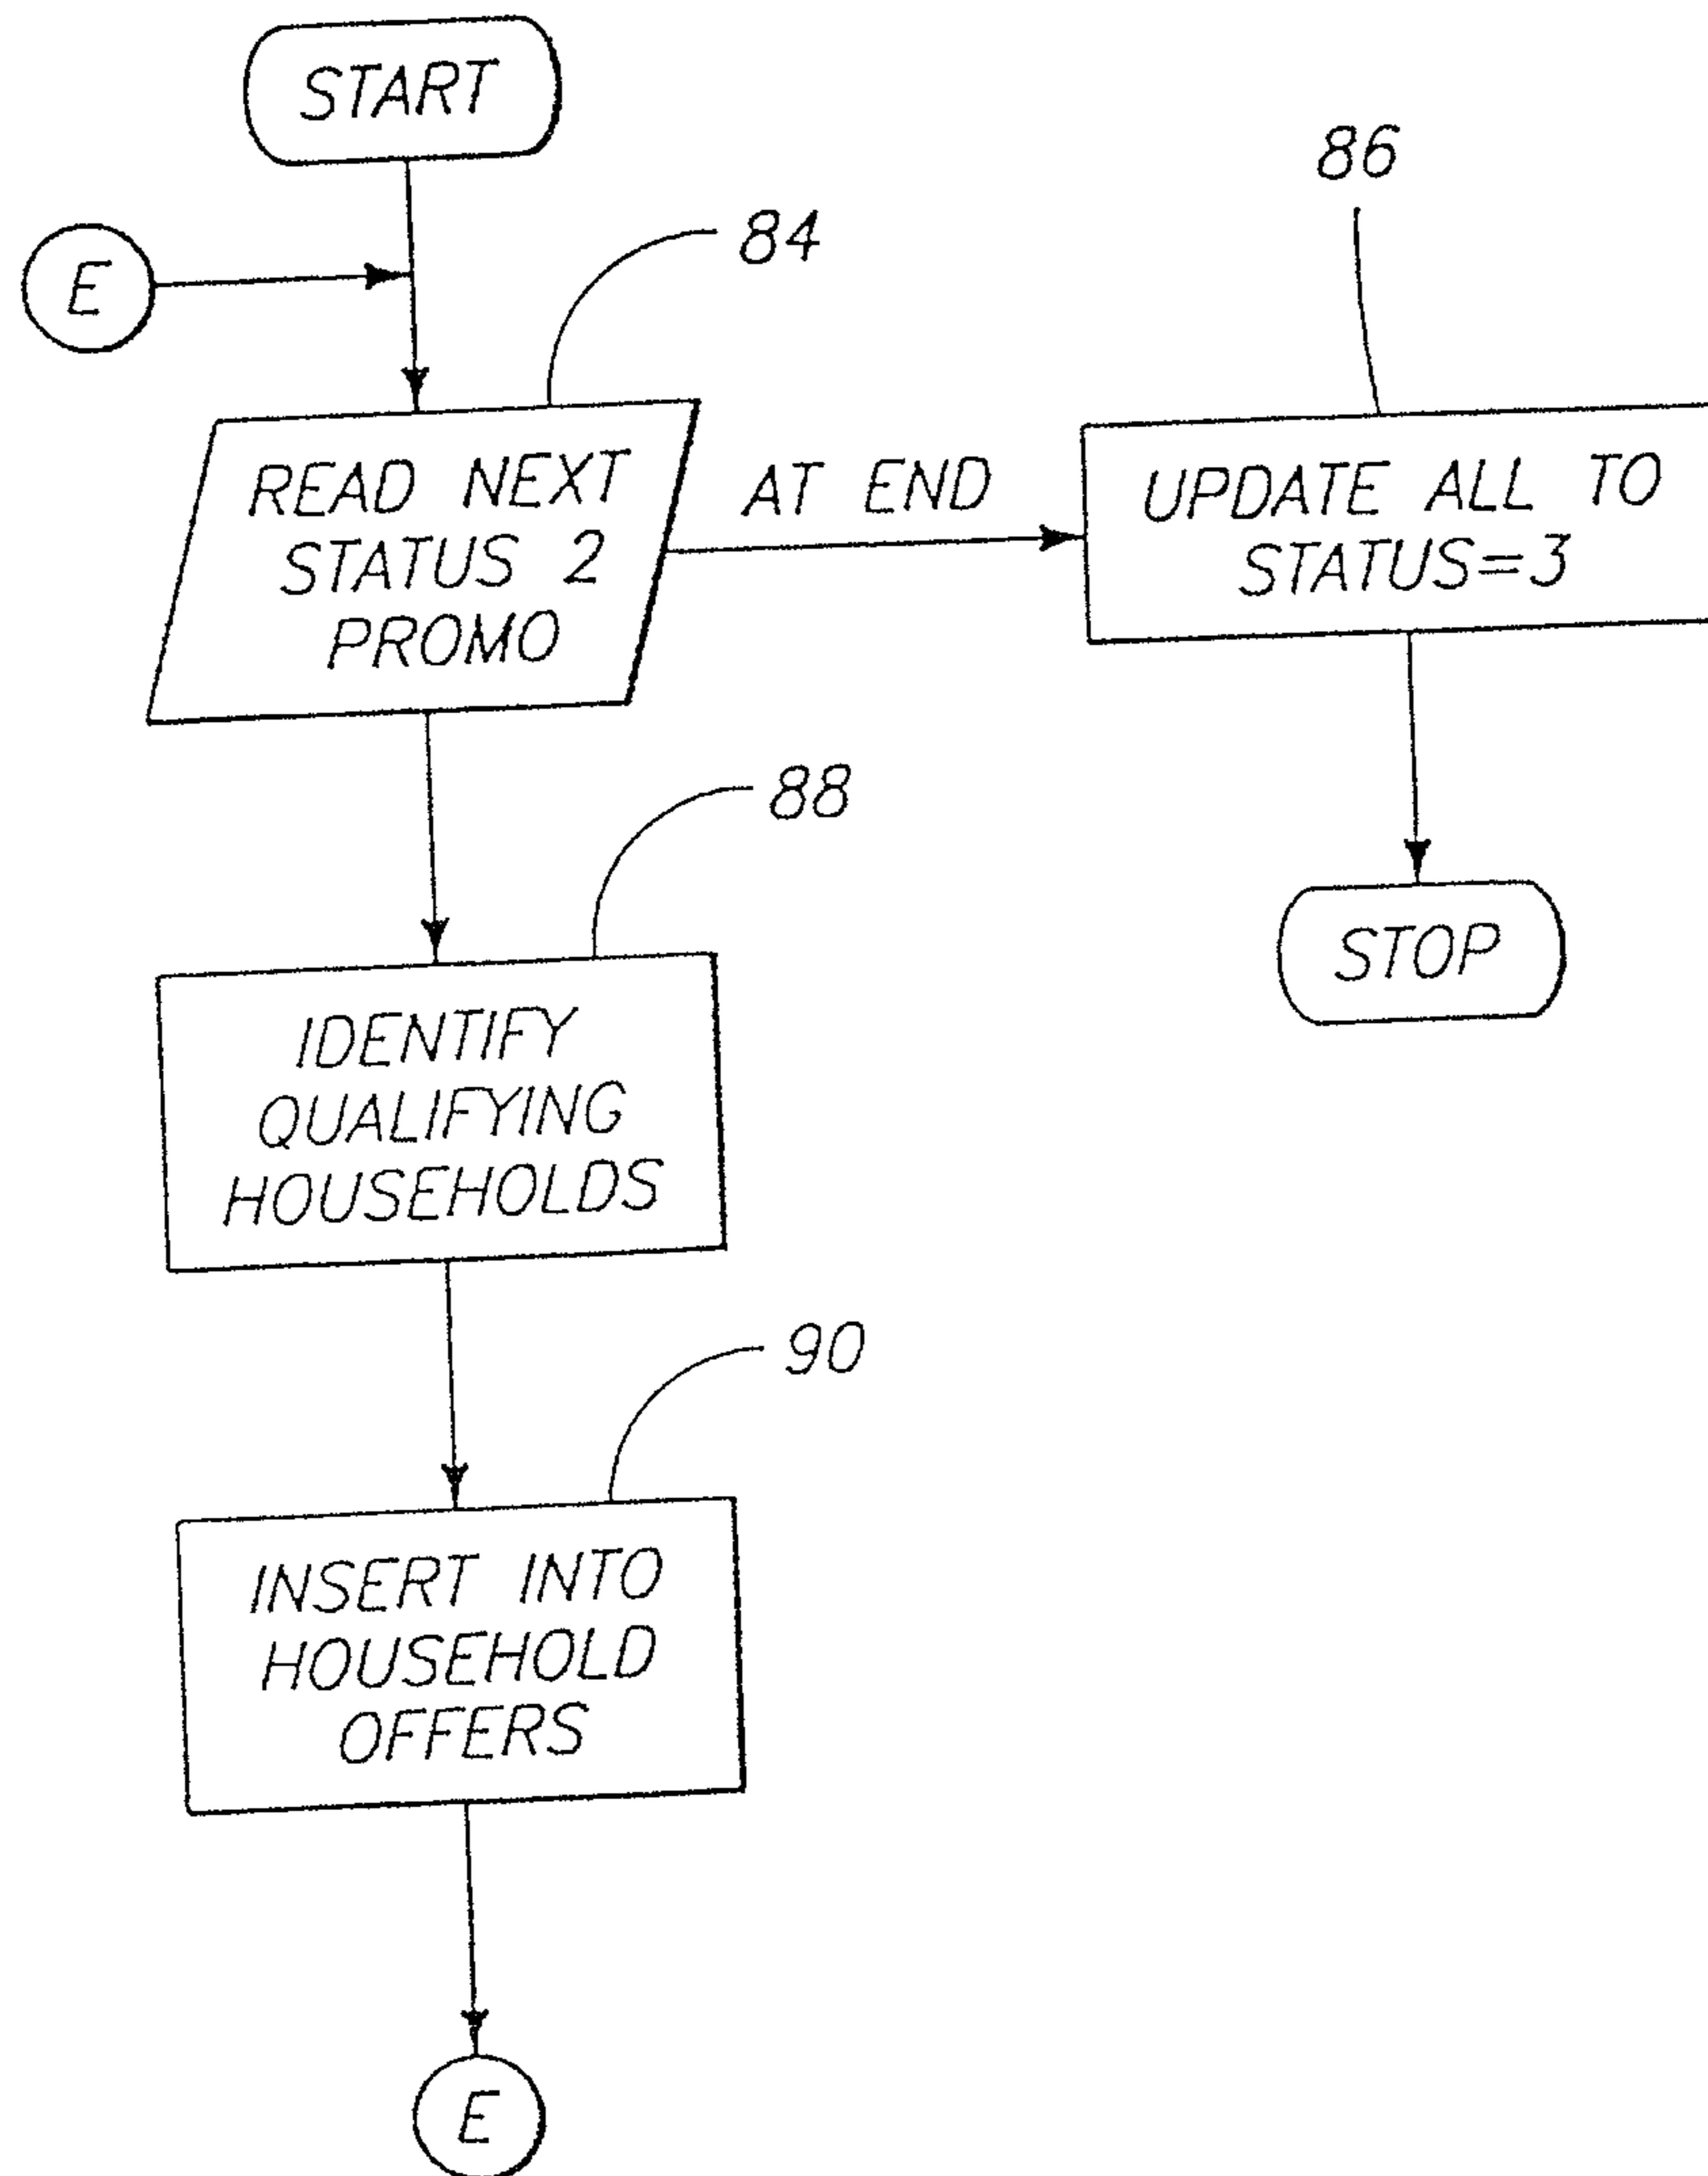 START
E
84
86
READ NEXT
STATUS 2
PROMO
AT END
UPDATE ALL TO
STATUS=3
88
STOP
IDENTIFY
QUALIFYING
HOUSEHOLDS
90
INSERT INTO
HOUSEHOLD
OFFERS
E